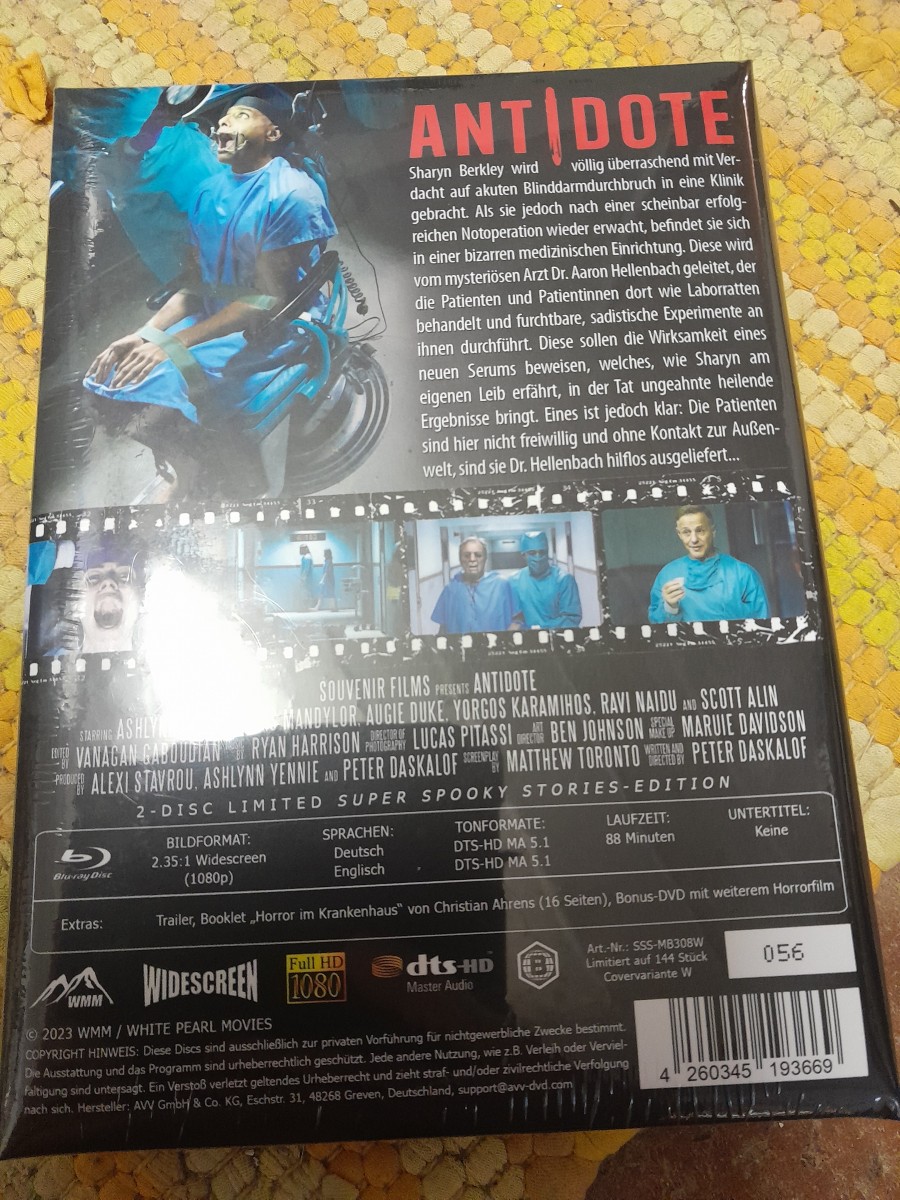 ANTIDOTE
Sharyn Berkley wird völlig überraschend mit Ver-
dacht auf akuten Blinddarmdurchbruch in eine Klinik
gebracht. Als sie jedoch nach einer scheinbar erfolg-
reichen Notoperation wieder erwacht, befindet sie sich
in einer bizarren medizinischen Einrichtung. Diese wird
vom mysteriösen Arzt Dr. Aaron Hellenbach geleitet, der
die Patienten und Patientinnen dort wie Laborratten
behandelt und furchtbare, sadistische Experimente an
ihnen durchführt. Diese sollen die Wirksamkeit eines
neuen Serums beweisen, welches, wie Sharyn am
eigenen Leib erfährt, in der Tat ungeahnte heilende
Ergebnisse bringt. Eines ist jedoch klar: Die Patienten
sind hier nicht freiwillig und ohne Kontakt zur Außen-
welt, sind sie Dr. Hellenbach hilflos ausgeliefert...
SOUVENIR FILMS PRESENTS ANTIDOTE
STARRING MANDYLOR, AUGIE DUKE, YORGOS KARAMIHOS, RAVI NAIDU AND SCOTT ALIN
EDITED BY VANAGAN GABOUDIAN BY RYAN HARRISON DIRECTOR OF PHOTOGRAPHY LUCAS PITASSI ART DIRECTOR BEN JOHNSON SPECIAL MAKE UP MARUIE DAVIDSON
PRODUCED BY ALEXI STAVROU, ASHLYNN YENNIE AND PETER DASKALOF SCREENPLAY BY MATTHEW TORONTO WRITTEN AND DIRECTED BY PETER DASKALOF
2-DISC LIMITED SUPER SPOOKY STORIES-EDITION
Blu-ray Disc
BILDFORMAT:
2.35:1 Widescreen
(1080p)
SPRACHEN:
Deutsch
Englisch
TONFORMATE:
DTS-HD MA 5.1
DTS-HD MA 5.1
LAUFZEIT:
88 Minuten
UNTERTITEL:
Keine
Extras: Trailer, Booklet „Horror im Krankenhaus" von Christian Ahrens (16 Seiten), Bonus-DVD mit weiterem Horrorfilm
WMM
WIDESCREEN
Full HD
1080
dts-HD
Master Audio
Art.-Nr.: SSS-MB308W
Limitiert auf 144 Stück
Covervariante W
056
© 2023 WMM / WHITE PEARL MOVIES
COPYRIGHT HINWEIS: Diese Discs sind ausschließlich zur privaten Vorführung für nichtgewerbliche Zwecke bestimmt.
Die Ausstattung und das Programm sind urheberrechtlich geschützt. Jede andere Nutzung, wie z.B. Verleih oder Verviel-
fältigung sind untersagt. Ein Verstoß verletzt geltendes Urheberrecht und zieht straf- und/oder zivilrechtliche Verfolgung
nach sich. Hersteller: AVV GmbH & Co. KG, Eschstr. 31, 48268 Greven, Deutschland, support@avv-dvd.com
4 260345 193669